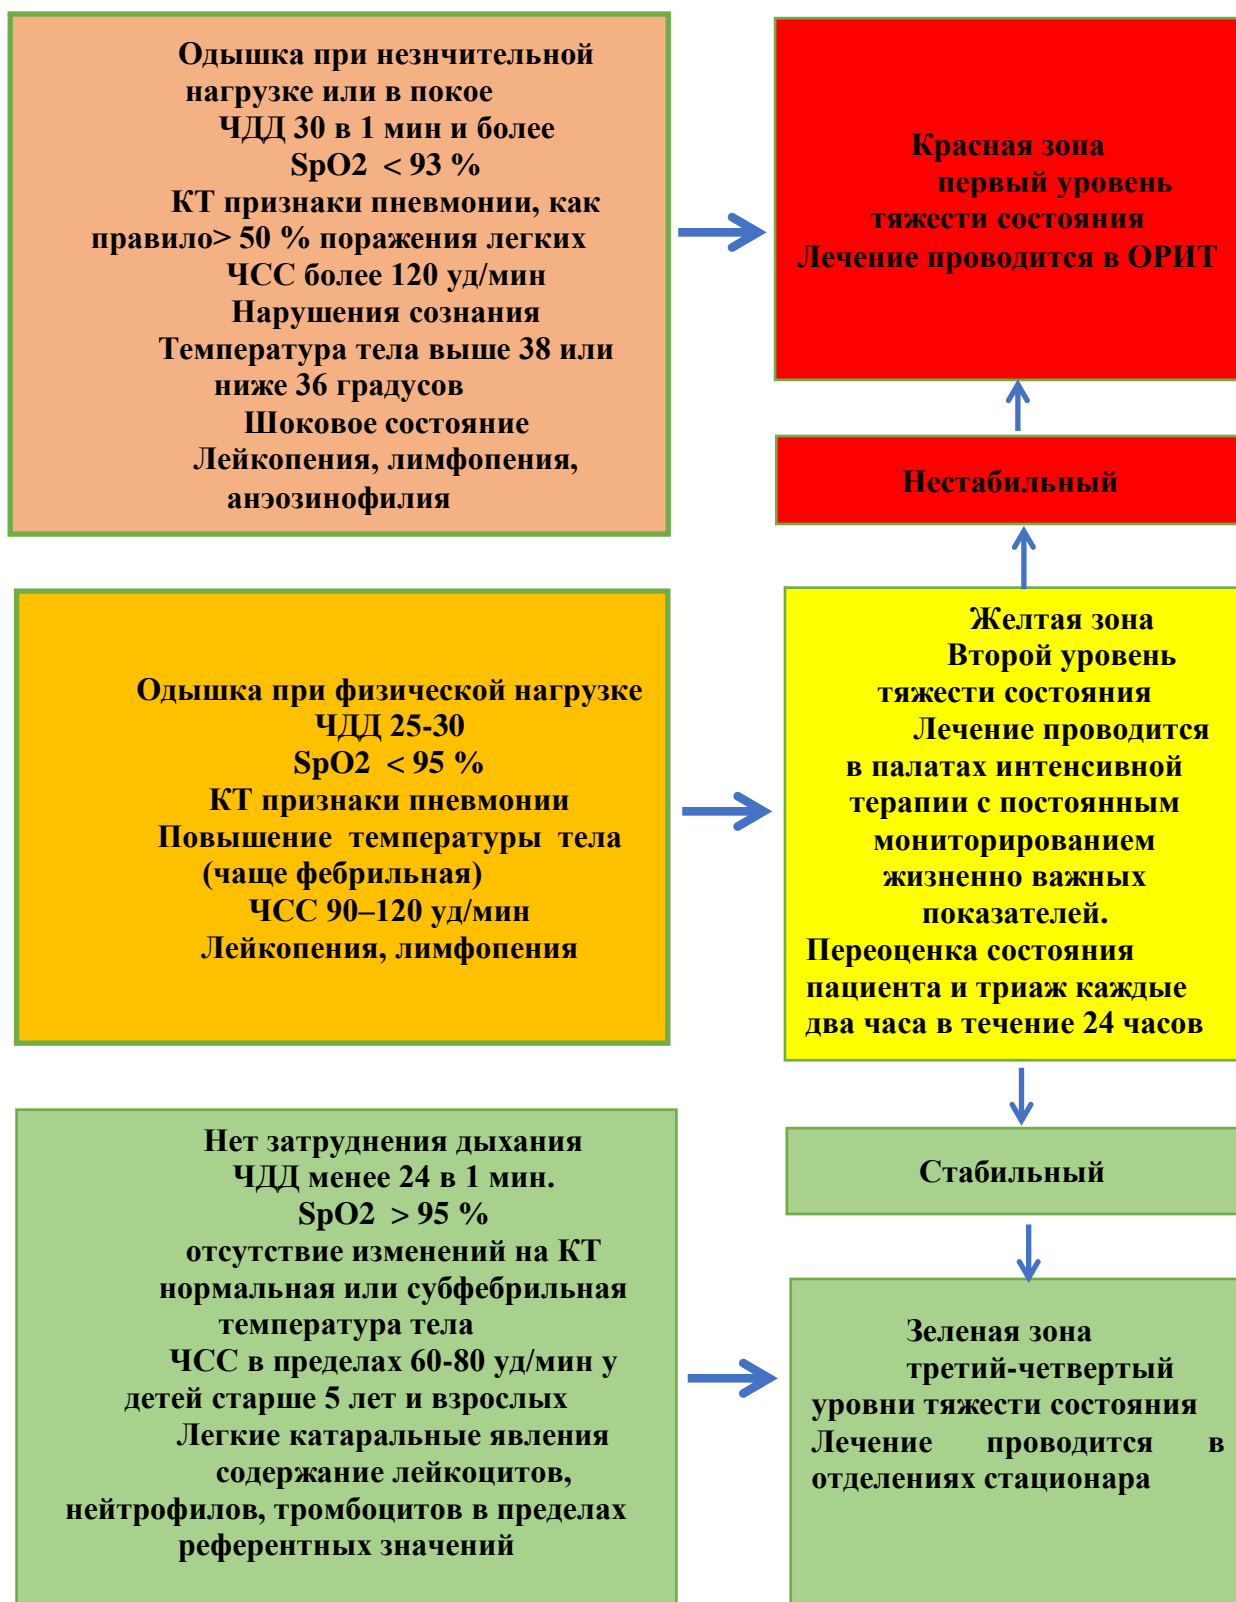 Одышка при незнчительной
нагрузке или в покое
ЧДД 30 в 1 мин и более
SpO2 < 93 %
КТ признаки пневмонии, как
правило> 50 % поражения легких
ЧСС более 120 уд/мин
Нарушения сознания
Температура тела выше 38 или
ниже 36 градусов
Шоковое состояние
Лейкопения, лимфопения,
анэозинофилия
Красная зона
первый уровень
тяжести состояния
Лечение проводится в ОРИТ
Нестабильный
Одышка при физической нагрузке
ЧДД 25-30
SpO2 < 95 %
КТ признаки пневмонии
Повышение температуры тела
(чаще фебрильная)
ЧСС 90–120 уд/мин
Лейкопения, лимфопения
Желтая зона
Второй уровень
тяжести состояния
Лечение проводится
в палатах интенсивной
терапии с постоянным
мониторированием
жизненно важных
показателей.
Переоценка состояния
пациента и триаж каждые
два часа в течение 24 часов
Стабильный
Нет затруднения дыхания
ЧДД менее 24 в 1 мин.
SpO2 > 95 %
отсутствие изменений на КТ
нормальная или субфебрильная
температура тела
ЧСС в пределах 60-80 уд/мин у
детей старше 5 лет и взрослых
Легкие катаральные явления
содержание лейкоцитов,
нейтрофилов, тромбоцитов в пределах
референтных значений
Зеленая зона
третий-четвертый
уровни тяжести состояния
Лечение проводится в
отделениях стационара